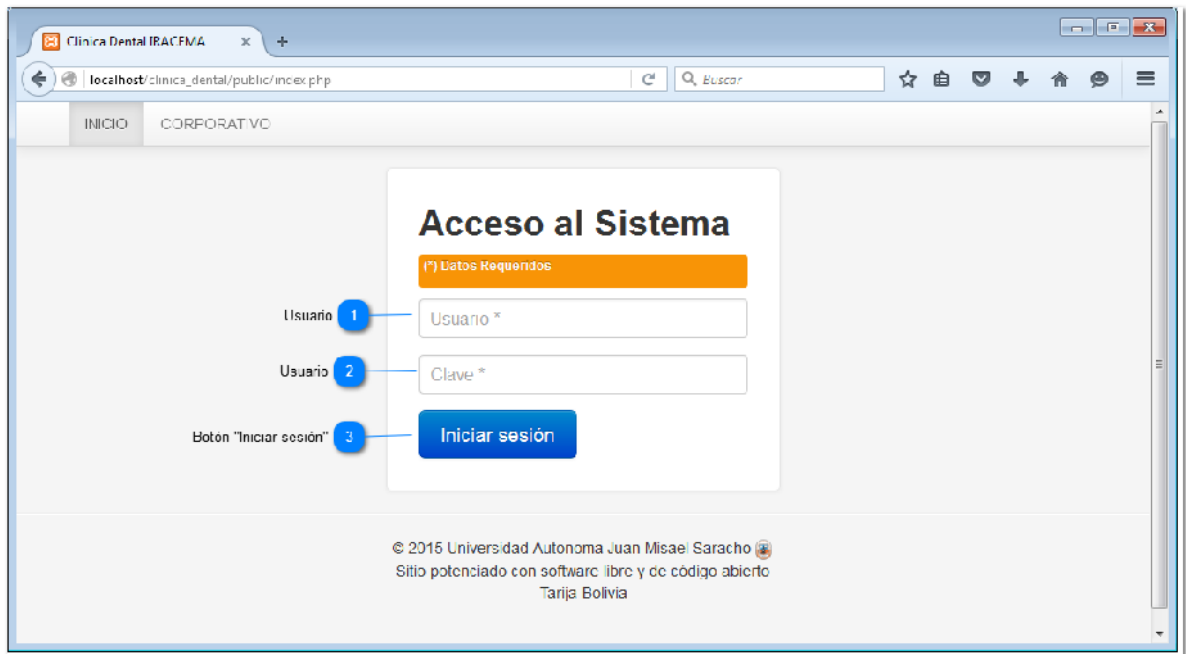 Clinica Dental IRACEMA
localhost/clinica_dental/public/index.php
Buscar
INICIO
CORPORATIVO
Acceso al Sistema
(*) Datos Requeridos
Usuario 1
Usuario *
Usuario 2
Clave *
Botón "Iniciar sesión" 3
Iniciar sesión
© 2015 Universidad Autonoma Juan Misael Saracho
Sitio potenciado con software libre y de código abierto
Tarija Bolivia